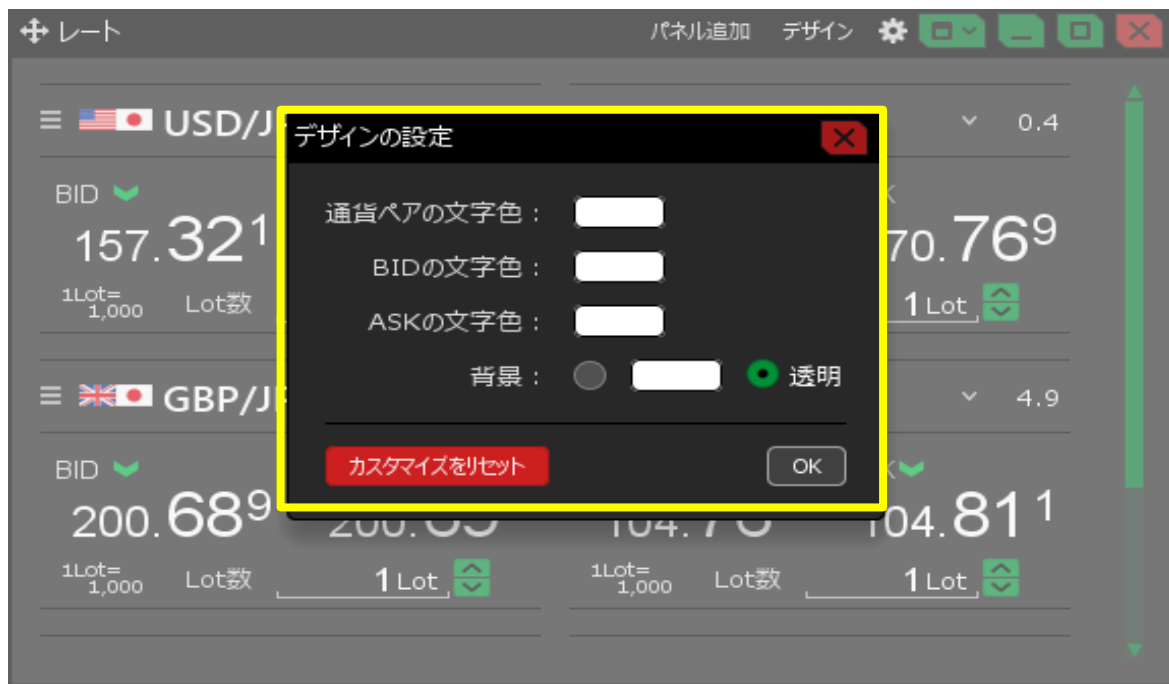 レート
パネル追加 デザイン
USD/J
0.4
デザインの設定
通貨ペアの文字色：
BIDの文字色：
ASKの文字色：
背景： 透明
カスタマイズをリセット OK
BID
157.321
70.769
1Lot=
1,000
Lot数
1 Lot
GBP/J
4.9
BID
200.689
104.811
1Lot=
1,000
Lot数 1 Lot
1Lot=
1,000
Lot数 1 Lot